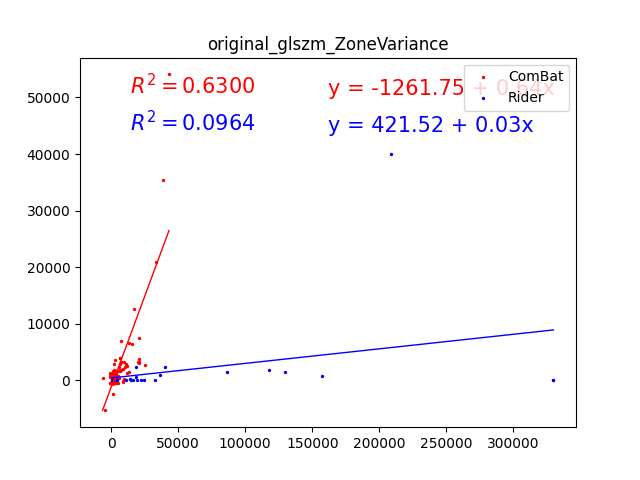 original_glszm_ZoneVariance
R² = 0.6300
y = -1261.75 + 0.64x
ComBat
Rider
R² = 0.0964
y = 421.52 + 0.03x
50000
40000
30000
20000
10000
0
0
50000
100000
150000
200000
250000
300000